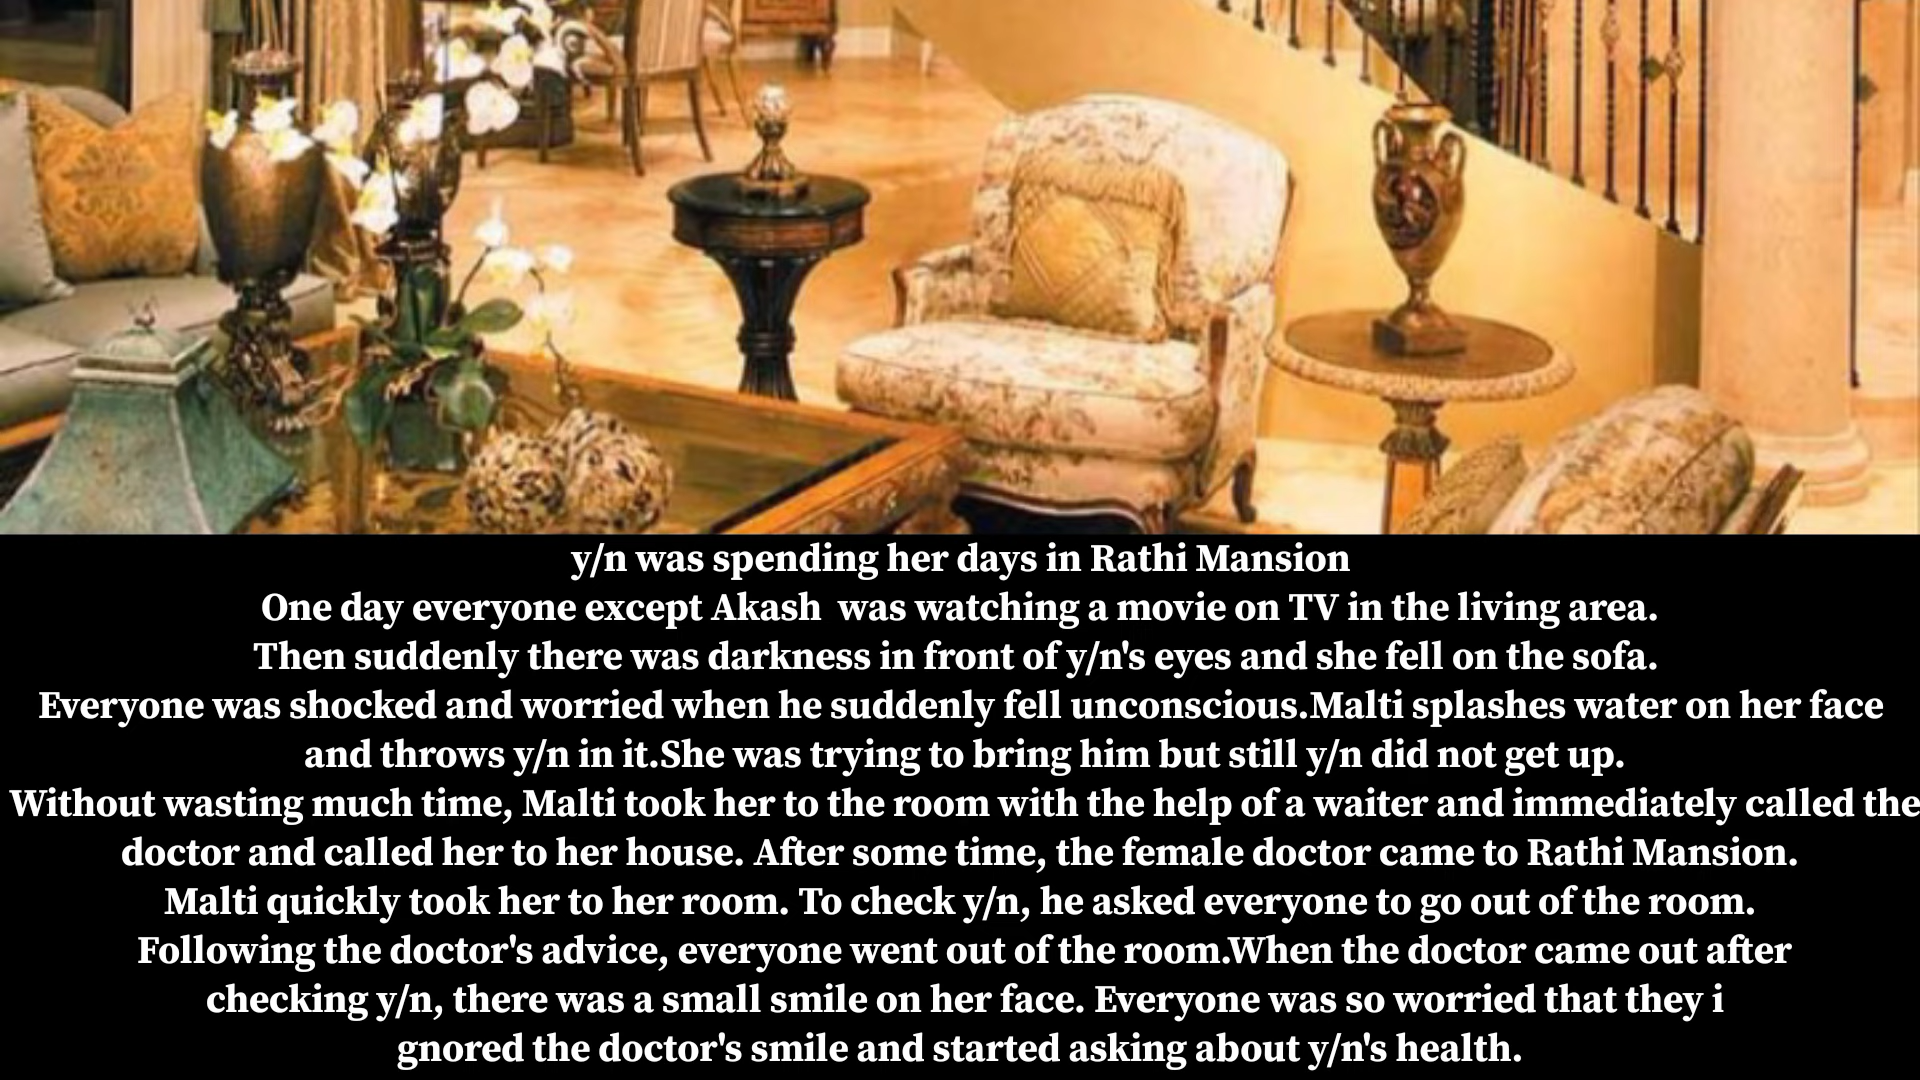 y/n was spending her days in Rathi Mansion
One day everyone except Akash  was watching a movie on TV in the living area.
Then suddenly there was darkness in front of y/n's eyes and she fell on the sofa.
Everyone was shocked and worried when he suddenly fell unconscious.Malti splashes water on her face
and throws y/n in it.She was trying to bring him but still y/n did not get up.
Without wasting much time, Malti took her to the room with the help of a waiter and immediately called the
doctor and called her to her house. After some time, the female doctor came to Rathi Mansion.
Malti quickly took her to her room. To check y/n, he asked everyone to go out of the room.
Following the doctor's advice, everyone went out of the room.When the doctor came out after
checking y/n, there was a small smile on her face. Everyone was so worried that they i
gnored the doctor's smile and started asking about y/n's health.